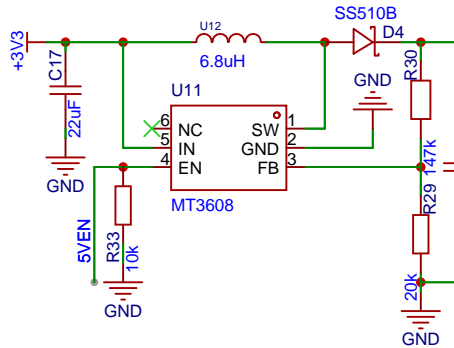 U12
6.8uH
SS510B
D4
+3V3
C17
22uF
GND
U11
6
NC
5
IN
4
EN
SW
1
GND
2
FB
3
MT3608
GND
R30
147k
R29
20k
GND
5VEN
R33
10k
GND